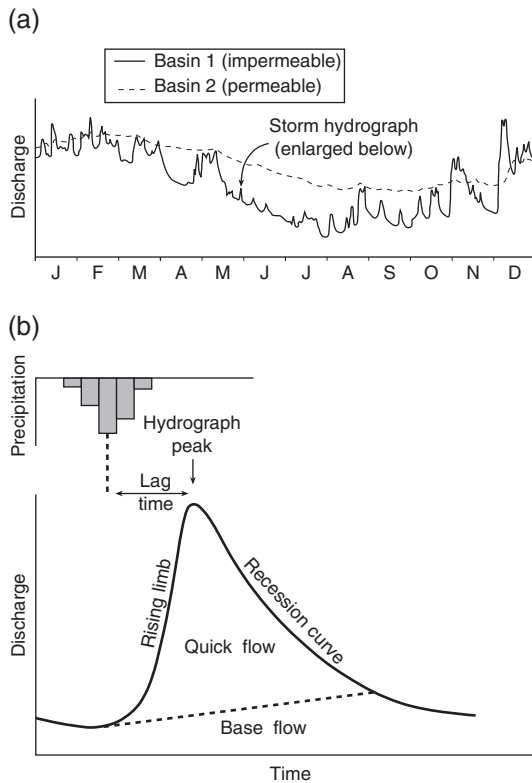 (a)
Basin 1 (impermeable)
Basin 2 (permeable)
Storm hydrograph
(enlarged below)
Discharge
J F M A M J J A S O N D
(b)
Precipitation
Hydrograph
peak
Lag
time
Discharge
Rising limb
Recession curve
Quick flow
Base flow
Time